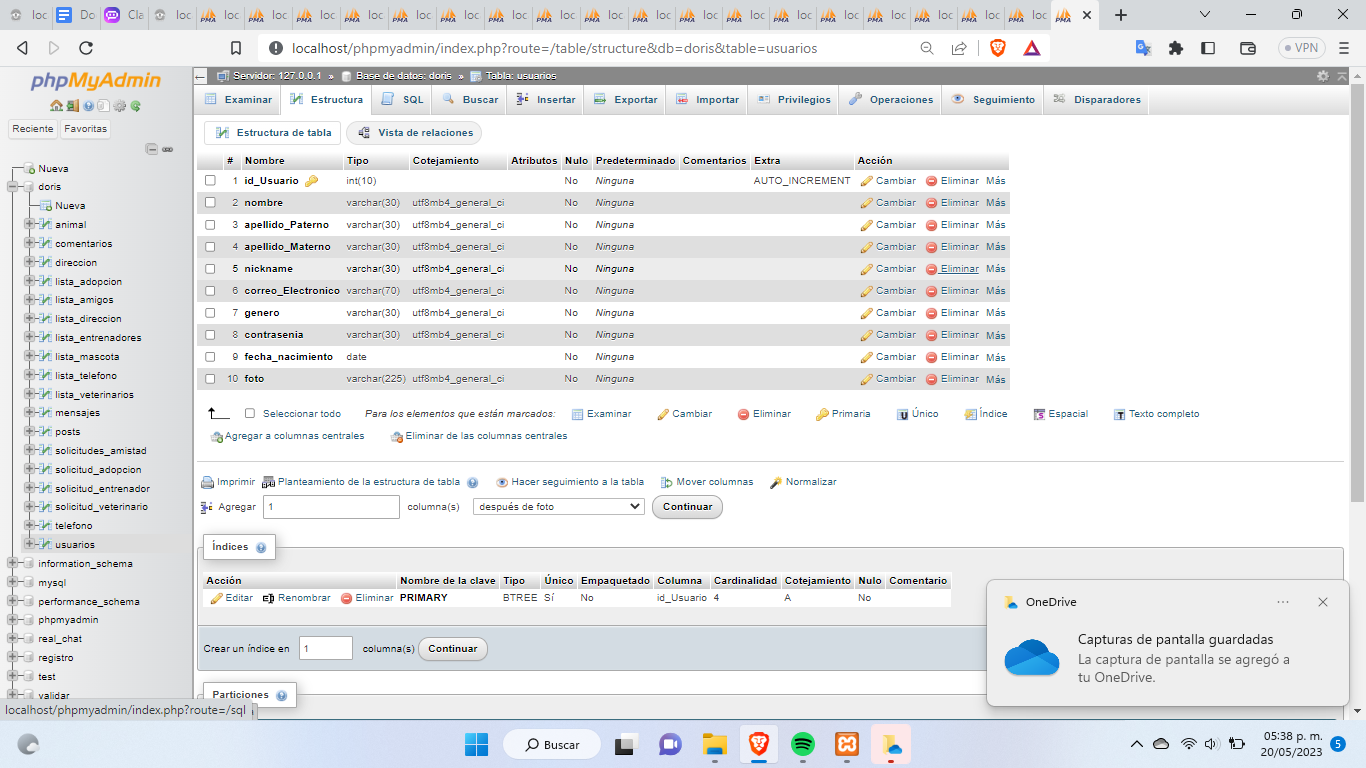 loc Do Cla loc loc loc loc loc loc loc loc loc loc loc loc loc loc loc loc loc loc loc
localhost/phpmyadmin/index.php?route=/table/structure&db=doris&table=usuarios
VPN
phpMyAdmin
Reciente Favoritas
Nueva
doris
Nueva
animal
comentarios
direccion
lista_adopcion
lista_amigos
lista_direccion
lista_entrenadores
lista_mascota
lista_telefono
lista_veterinarios
mensajes
posts
solicitudes_amistad
solicitud_adopcion
solicitud_entrenador
solicitud_veterinario
telefono
usuarios
information_schema
mysql
performance_schema
phpmyadmin
real_chat
registro
test
validar
localhost/phpmyadmin/index.php?route=/sql
Servidor: 127.0.0.1 » Base de datos: doris » Tabla: usuarios
Examinar Estructura SQL Buscar Insertar Exportar Importar Privilegios Operaciones Seguimiento Disparadores
Estructura de tabla Vista de relaciones
# Nombre Tipo Cotejamiento Atributos Nulo Predeterminado Comentarios Extra Acción
1 id_Usuario int(10) No Ninguna AUTO_INCREMENT Cambiar Eliminar Más
2 nombre varchar(30) utf8mb4_general_ci No Ninguna Cambiar Eliminar Más
3 apellido_Paterno varchar(30) utf8mb4_general_ci No Ninguna Cambiar Eliminar Más
4 apellido_Materno varchar(30) utf8mb4_general_ci No Ninguna Cambiar Eliminar Más
5 nickname varchar(30) utf8mb4_general_ci No Ninguna Cambiar Eliminar Más
6 correo_Electronico varchar(70) utf8mb4_general_ci No Ninguna Cambiar Eliminar Más
7 genero varchar(30) utf8mb4_general_ci No Ninguna Cambiar Eliminar Más
8 contrasenia varchar(30) utf8mb4_general_ci No Ninguna Cambiar Eliminar Más
9 fecha_nacimiento date No Ninguna Cambiar Eliminar Más
10 foto varchar(225) utf8mb4_general_ci No Ninguna Cambiar Eliminar Más
Seleccionar todo Para los elementos que están marcados: Examinar Cambiar Eliminar Primaria Único Índice Espacial Texto completo
Agregar a columnas centrales Eliminar de las columnas centrales
Imprimir Planteamiento de la estructura de tabla Hacer seguimiento a la tabla Mover columnas Normalizar
Agregar 1 columna(s) después de foto Continuar
Índices
Acción Nombre de la clave Tipo Único Empaquetado Columna Cardinalidad Cotejamiento Nulo Comentario
Editar Renombrar Eliminar PRIMARY BTREE Sí No id_Usuario 4 A No
Crear un índice en 1 columna(s) Continuar
Particiones
OneDrive
Capturas de pantalla guardadas
La captura de pantalla se agregó a
tu OneDrive.
Buscar
05:38 p. m.
20/05/2023
5